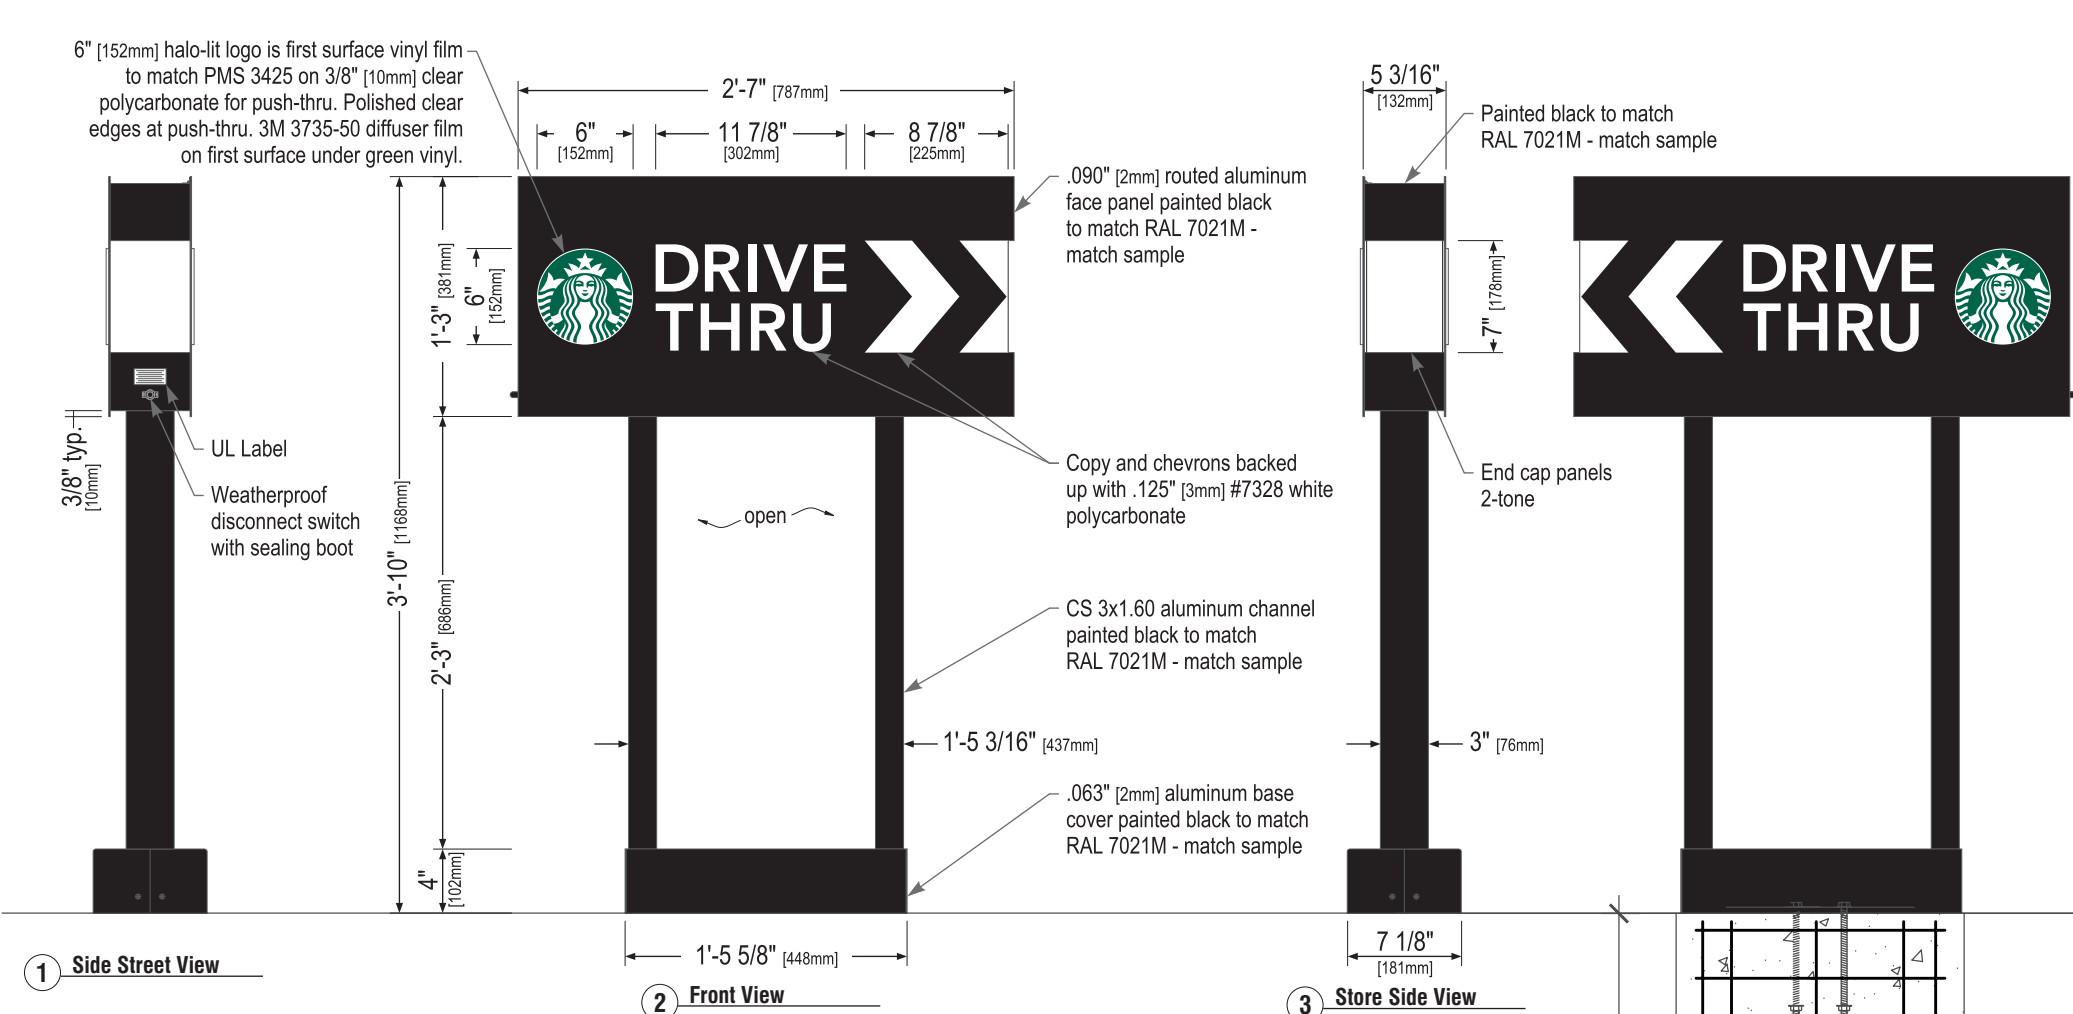 6" [152mm] halo-lit logo is first surface vinyl film
to match PMS 3425 on 3/8" [10mm] clear
polycarbonate for push-thru. Polished clear
edges at push-thru. 3M 3735-50 diffuser film
on first surface under green vinyl.
2'-7" [787mm]
6"
[152mm]
11 7/8"
[302mm]
8 7/8"
[225mm]
5 3/16"
[132mm]
Painted black to match
RAL 7021M - match sample
.090" [2mm] routed aluminum
face panel painted black
to match RAL 7021M -
match sample
1'-3" [381mm]
6"
[152mm]
DRIVE
THRU
7" [178mm]
DRIVE
THRU
3/8" typ.
[10mm]
UL Label
Weatherproof
disconnect switch
with sealing boot
3'-10" [1168mm]
2'-3" [686mm]
4"
[102mm]
open
Copy and chevrons backed
up with .125" [3mm] #7328 white
polycarbonate
End cap panels
2-tone
CS 3x1.60 aluminum channel
painted black to match
RAL 7021M - match sample
1'-5 3/16" [437mm]
3" [76mm]
.063" [2mm] aluminum base
cover painted black to match
RAL 7021M - match sample
1'-5 5/8" [448mm]
7 1/8"
[181mm]
1 Side Street View
2 Front View
3 Store Side View